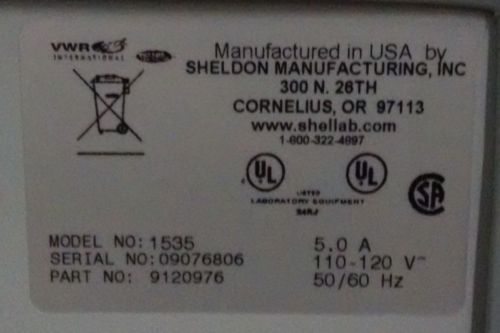 VWR
INTERNATIONAL
Manufactured in USA by
SHELDON MANUFACTURING, INC
300 N. 26TH
CORNELIUS, OR 97113
www.shellab.com
1-800-322-4897
UL
UL
LISTED
LABORATORY EQUIPMENT
MODEL NO: 1535
SERIAL NO: 09076806
PART NO: 9120976
5.0 A
110-120 V~
50/60 Hz